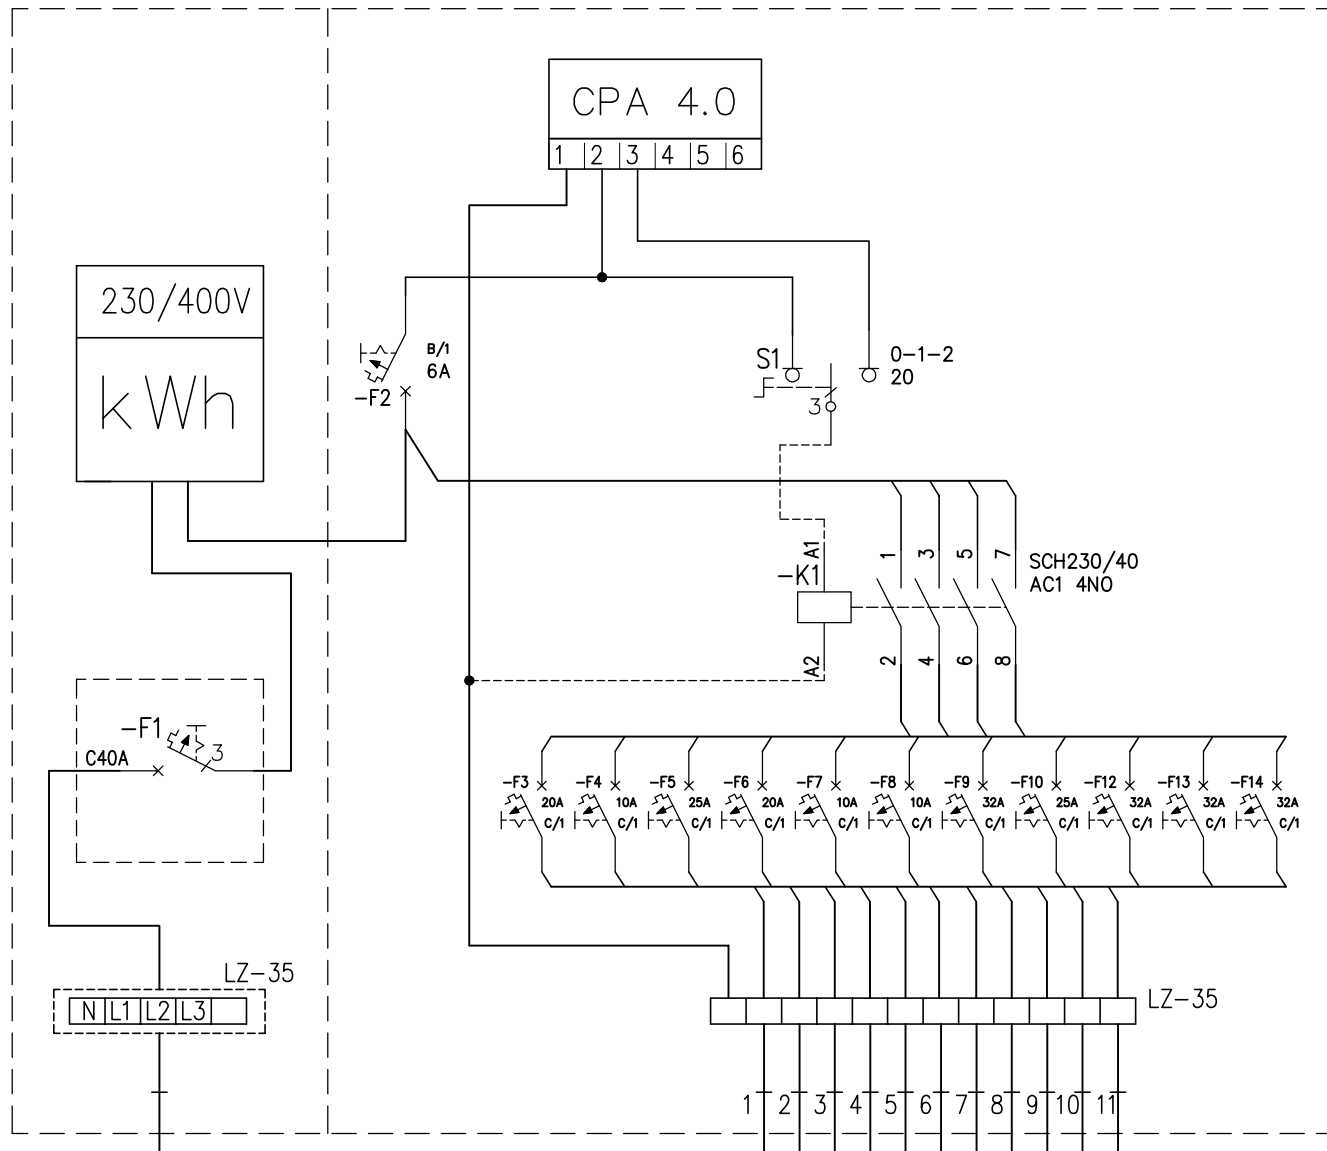 CPA 4.0
1 2 3 4 5 6
230/400V
kWh
B/1
6A
-F2
S1
0-1-2
20
3
A1
-K1
A2
1 3 5 7
2 4 6 8
SCH230/40
AC1 4NO
-F1
3
C40A
-F3 -F4 -F5 -F6 -F7 -F8 -F9 -F10 -F12 -F13 -F14
20A 10A 25A 20A 10A 10A 32A 25A 32A 32A 32A
C/1 C/1 C/1 C/1 C/1 C/1 C/1 C/1 C/1 C/1 C/1
LZ-35
N L1 L2 L3
LZ-35
1 2 3 4 5 6 7 8 9 10 11